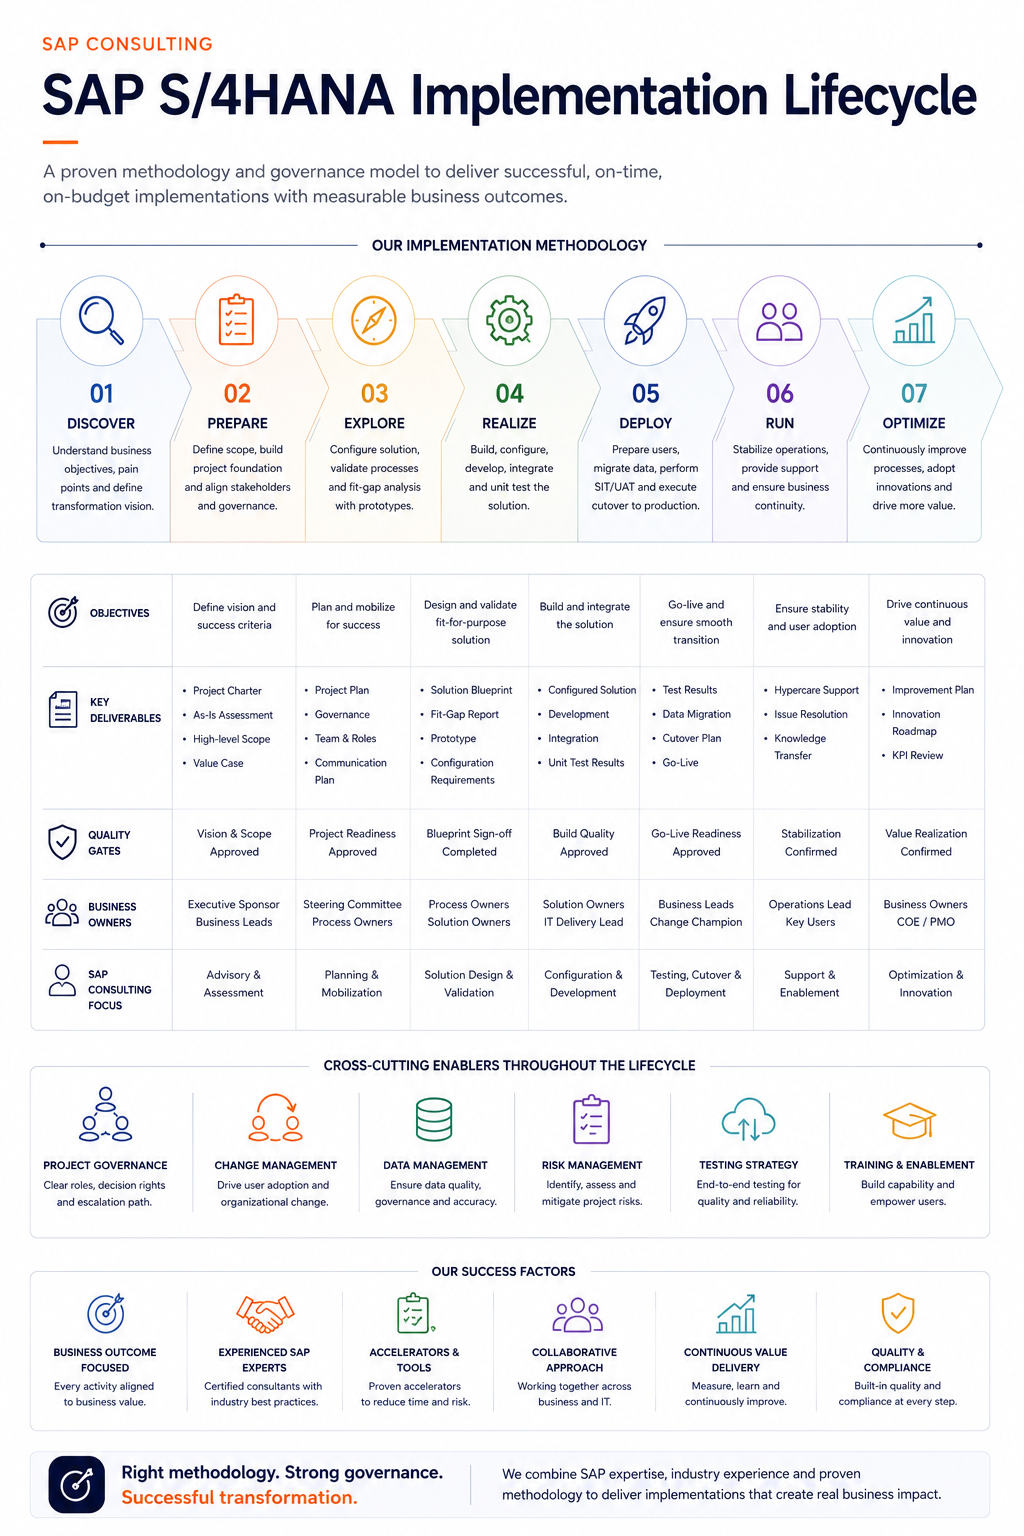 SAP CONSULTING
SAP S/4HANA Implementation Lifecycle
A proven methodology and governance model to deliver successful, on-time,
on-budget implementations with measurable business outcomes.
OUR IMPLEMENTATION METHODOLOGY
01
DISCOVER
Understand business
objectives, pain
points and define
transformation vision.
02
PREPARE
Define scope, build
project foundation
and align stakeholders
and governance.
03
EXPLORE
Configure solution,
validate processes
and fit-gap analysis
with prototypes.
04
REALIZE
Build, configure,
develop, integrate
and unit test the
solution.
05
DEPLOY
Prepare users,
migrate data, perform
SIT/UAT and execute
cutover to production.
06
RUN
Stabilize operations,
provide support
and ensure business
continuity.
07
OPTIMIZE
Continuously improve
processes, adopt
innovations and
drive more value.
OBJECTIVES
Define vision and
success criteria
Plan and mobilize
for success
Design and validate
fit-for-purpose
solution
Build and integrate
the solution
Go-live and
ensure smooth
transition
Ensure stability
and user adoption
Drive continuous
value and
innovation
KEY
DELIVERABLES
• Project Charter
• As-Is Assessment
• High-level Scope
• Value Case
• Project Plan
• Governance
• Team & Roles
• Communication
Plan
• Solution Blueprint
• Fit-Gap Report
• Prototype
• Configuration
Requirements
• Configured Solution
• Development
• Integration
• Unit Test Results
• Test Results
• Data Migration
• Cutover Plan
• Go-Live
• Hypercare Support
• Issue Resolution
• Knowledge
Transfer
• Improvement Plan
• Innovation
Roadmap
• KPI Review
QUALITY
GATES
Vision & Scope
Approved
Project Readiness
Approved
Blueprint Sign-off
Completed
Build Quality
Approved
Go-Live Readiness
Approved
Stabilization
Confirmed
Value Realization
Confirmed
BUSINESS
OWNERS
Executive Sponsor
Business Leads
Steering Committee
Process Owners
Process Owners
Solution Owners
Solution Owners
IT Delivery Lead
Business Leads
Change Champion
Operations Lead
Key Users
Business Owners
COE / PMO
SAP
CONSULTING
FOCUS
Advisory &
Assessment
Planning &
Mobilization
Solution Design &
Validation
Configuration &
Development
Testing, Cutover &
Deployment
Support &
Enablement
Optimization &
Innovation
CROSS-CUTTING ENABLERS THROUGHOUT THE LIFECYCLE
PROJECT GOVERNANCE
Clear roles, decision rights
and escalation path.
CHANGE MANAGEMENT
Drive user adoption and
organizational change.
DATA MANAGEMENT
Ensure data quality,
governance and accuracy.
RISK MANAGEMENT
Identify, assess and
mitigate project risks.
TESTING STRATEGY
End-to-end testing for
quality and reliability.
TRAINING & ENABLEMENT
Build capability and
empower users.
OUR SUCCESS FACTORS
BUSINESS OUTCOME
FOCUSED
Every activity aligned
to business value.
EXPERIENCED SAP
EXPERTS
Certified consultants with
industry best practices.
ACCELERATORS &
TOOLS
Proven accelerators
to reduce time and risk.
COLLABORATIVE
APPROACH
Working together across
business and IT.
CONTINUOUS VALUE
DELIVERY
Measure, learn and
continuously improve.
QUALITY &
COMPLIANCE
Built-in quality and
compliance at every step.
Right methodology. Strong governance.
Successful transformation.
We combine SAP expertise, industry experience and proven
methodology to deliver implementations that create real business impact.